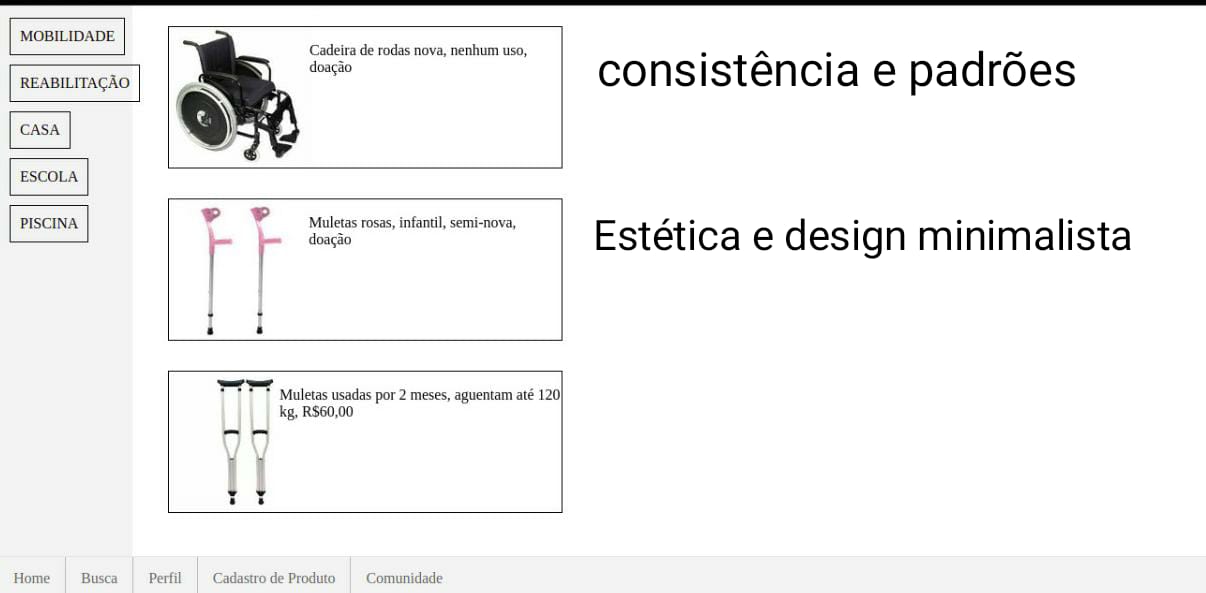 MOBILIDADE
REABILITAÇÃO
CASA
ESCOLA
PISCINA
Cadeira de rodas nova, nenhum uso,
doação
consistência e padrões
Muletas rosas, infantil, semi-nova,
doação
Estética e design minimalista
Muletas usadas por 2 meses, aguentam até 120
kg, R$60,00
Home Busca Perfil Cadastro de Produto Comunidade